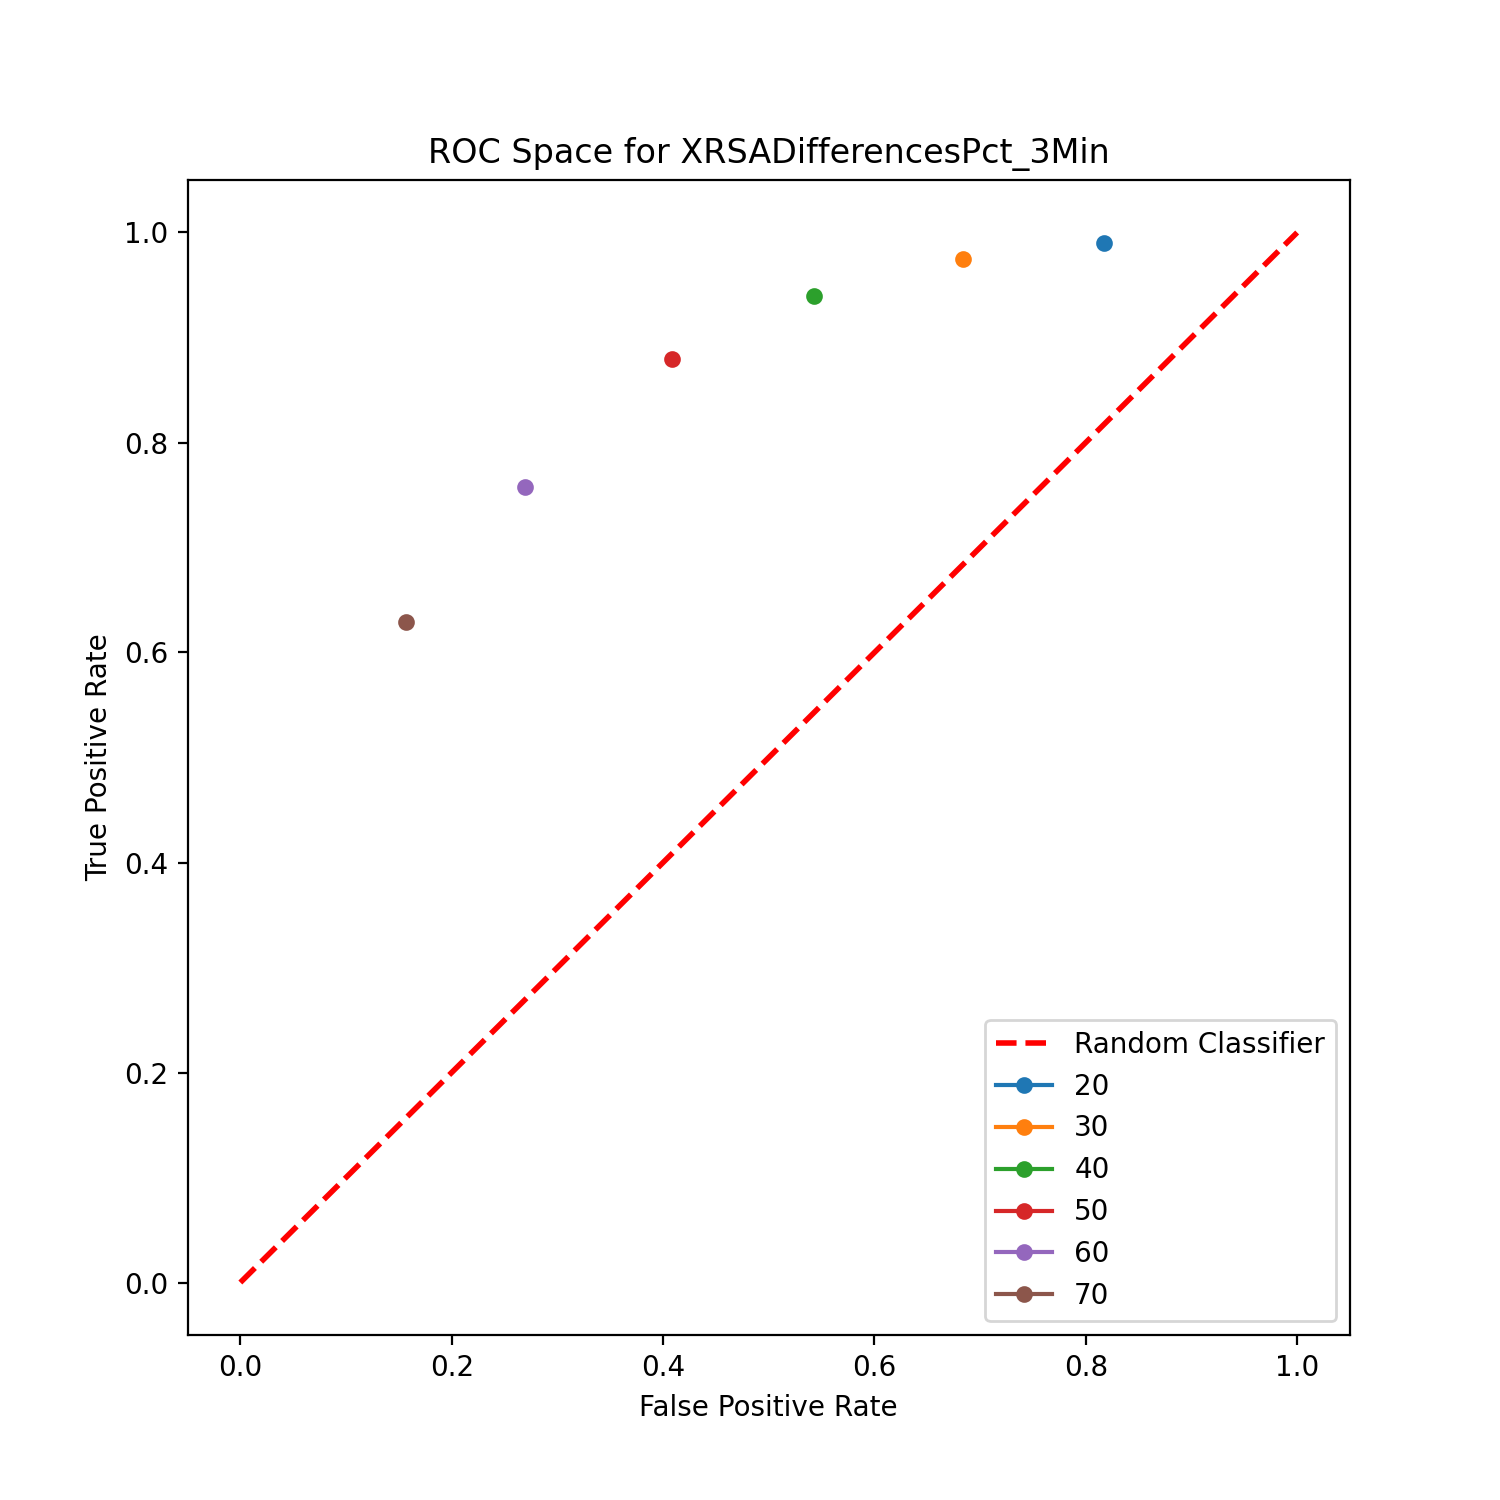 ROC Space for XRSADifferencesPct_3Min
True Positive Rate
1.0
0.8
0.6
0.4
0.2
0.0
0.0 0.2 0.4 0.6 0.8 1.0
False Positive Rate
Random Classifier
20
30
40
50
60
70